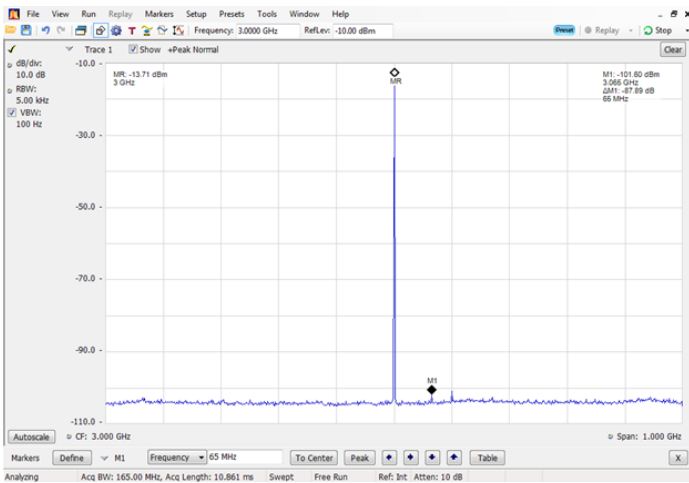 File View Run Replay Markers Setup Presets Tools Window Help
Frequency: 3.0000 GHz RefLev: -10.00 dBm Preset Replay Stop
Trace 1 Show +Peak Normal Clear
dB/div:
10.0 dB
RBW:
5.00 kHz
VBW:
100 Hz
-10.0
-30.0
-50.0
-70.0
-90.0
-110.0
MR: -13.71 dBm
3 GHz
MR
M1: -101.60 dBm
3.065 GHz
ΔM1: -87.89 dB
65 MHz
M1
Autoscale CF: 3.000 GHz Span: 1.000 GHz
Markers Define M1 Frequency 65 MHz To Center Peak Table X
Analyzing Acq BW: 165.00 MHz, Acq Length: 10.861 ms Swept Free Run Ref: Int Atten: 10 dB